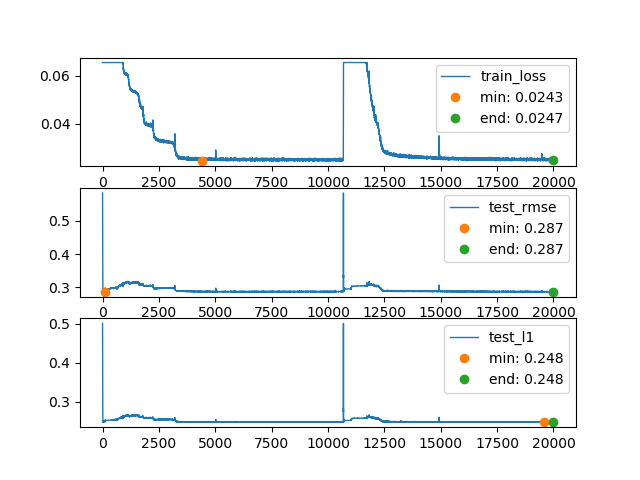 0.06
0.04
train_loss
min: 0.0243
end: 0.0247
0 2500 5000 7500 10000 12500 15000 17500 20000
0.5
0.4
0.3
test_rmse
min: 0.287
end: 0.287
0 2500 5000 7500 10000 12500 15000 17500 20000
0.5
0.4
0.3
test_l1
min: 0.248
end: 0.248
0 2500 5000 7500 10000 12500 15000 17500 20000